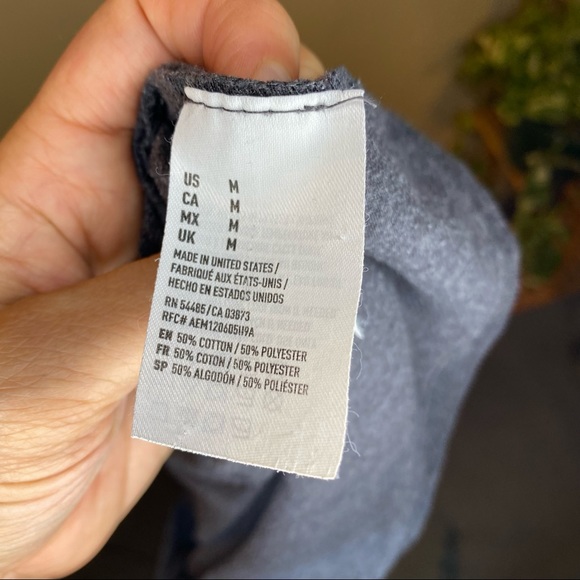 US M
CA M
MX M
UK M
MADE IN UNITED STATES /
FABRIQUÉ AUX ÉTATS-UNIS /
HECHO EN ESTADOS UNIDOS
RN 54485/CA 03873
RFC# AEM120605II9A
EN 50% COTTON / 50% POLYESTER
FR 50% COTON / 50% POLYESTER
SP 50% ALGODÓN / 50% POLIÉSTER